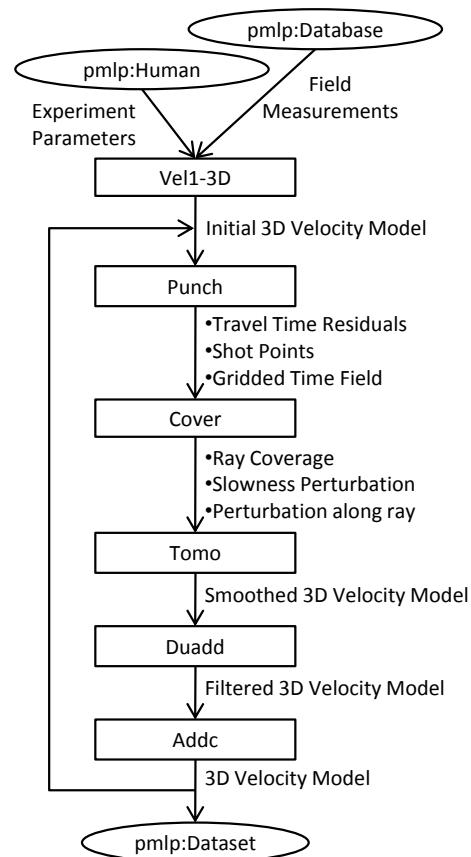 pmlp:Database
pmlp:Human
Experiment
Parameters
Field
Measurements
Vel1-3D
Initial 3D Velocity Model
Punch
•Travel Time Residuals
•Shot Points
•Gridded Time Field
Cover
•Ray Coverage
•Slowness Perturbation
•Perturbation along ray
Tomo
Smoothed 3D Velocity Model
Duadd
Filtered 3D Velocity Model
Addc
3D Velocity Model
pmlp:Dataset